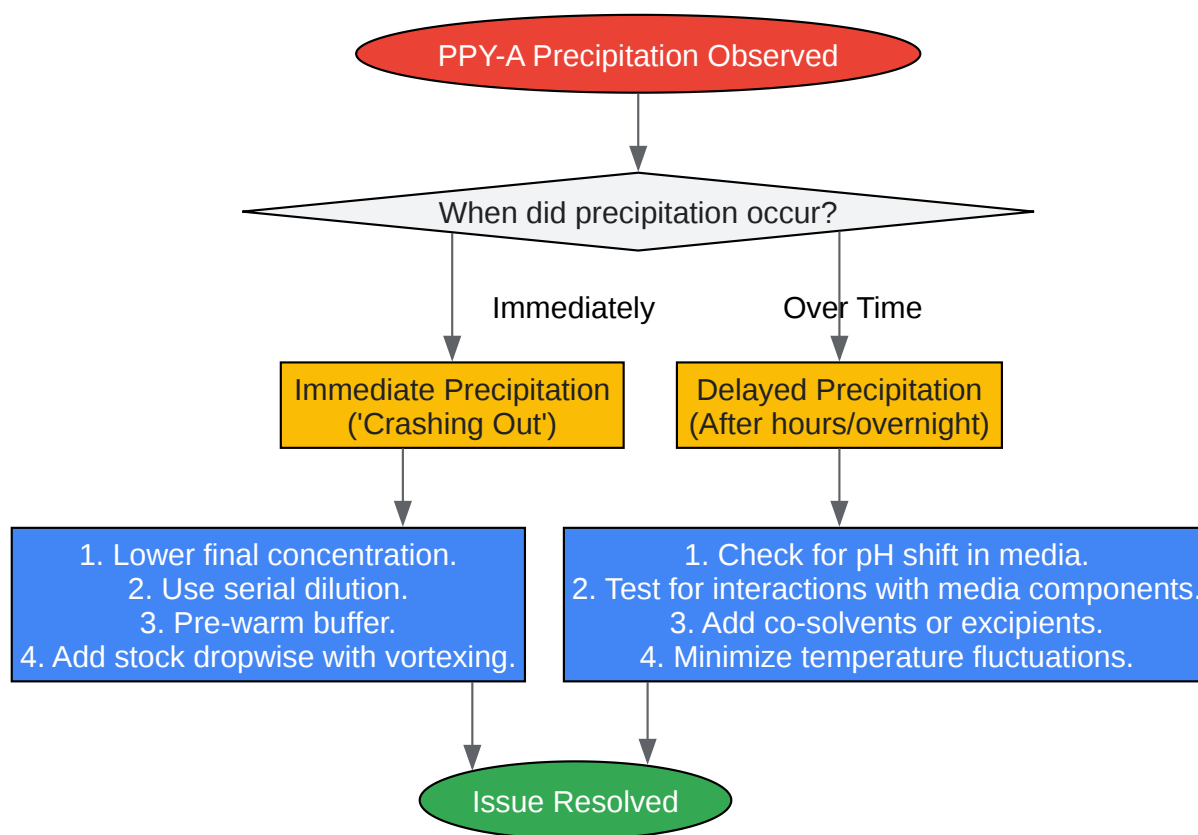 PPY-A Precipitation Observed
When did precipitation occur?
Immediately
Over Time
Immediate Precipitation
('Crashing Out')
Delayed Precipitation
(After hours/overnight)
1. Lower final concentration.
2. Use serial dilution.
3. Pre-warm buffer.
4. Add stock dropwise with vortexing.
1. Check for pH shift in media.
2. Test for interactions with media components.
3. Add co-solvents or excipients.
4. Minimize temperature fluctuations.
Issue Resolved